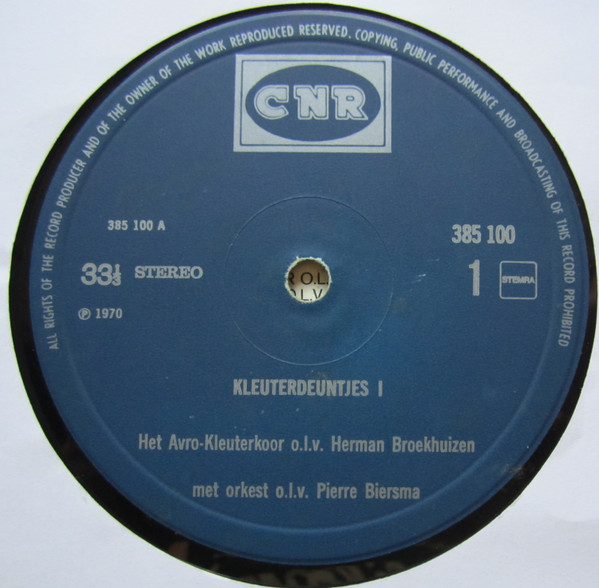 ALL RIGHTS OF THE RECORD PRODUCER AND OF THE OWNER OF THE WORK REPRODUCED RESERVED. COPYING, PUBLIC PERFORMANCE AND BROADCASTING OF THIS RECORD PROHIBITED
CNR
385 100 A
385 100
33⅓ STEREO
1 STEMRA
℗ 1970
R O.L.
O L.V.
KLEUTERDEUNTJES I
Het Avro-Kleuterkoor o.l.v. Herman Broekhuizen
met orkest o.l.v. Pierre Biersma